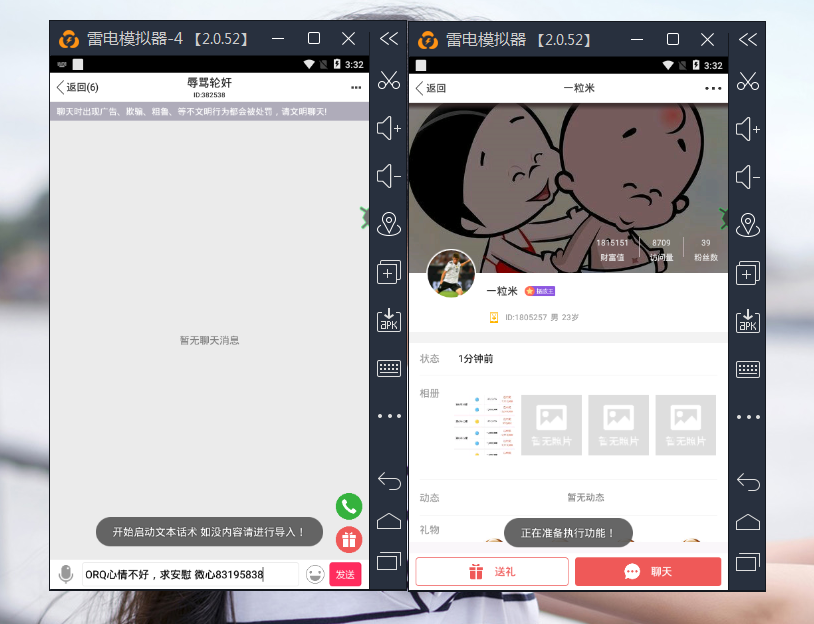 雷电模拟器-4 【2.0.52】
3:32
返回(6)
辱骂轮奸
ID:382538
聊天时出现广告、欺骗、粗鲁、等不文明行为都会被处罚，请文明聊天!
暂无聊天消息
开始启动文本话术 如没内容请进行导入！
ORQ心情不好，求安慰 微心83195838
发送
APK
雷电模拟器 【2.0.52】
3:32
返回
一粒米
1815151
8709
39
财富值
访问量
粉丝数
一粒米
ID:1805257 男 23岁
状态
1分钟前
相册
暂无照片
暂无照片
暂无照片
动态
暂无动态
礼物
正在准备执行功能！
送礼
聊天
APK